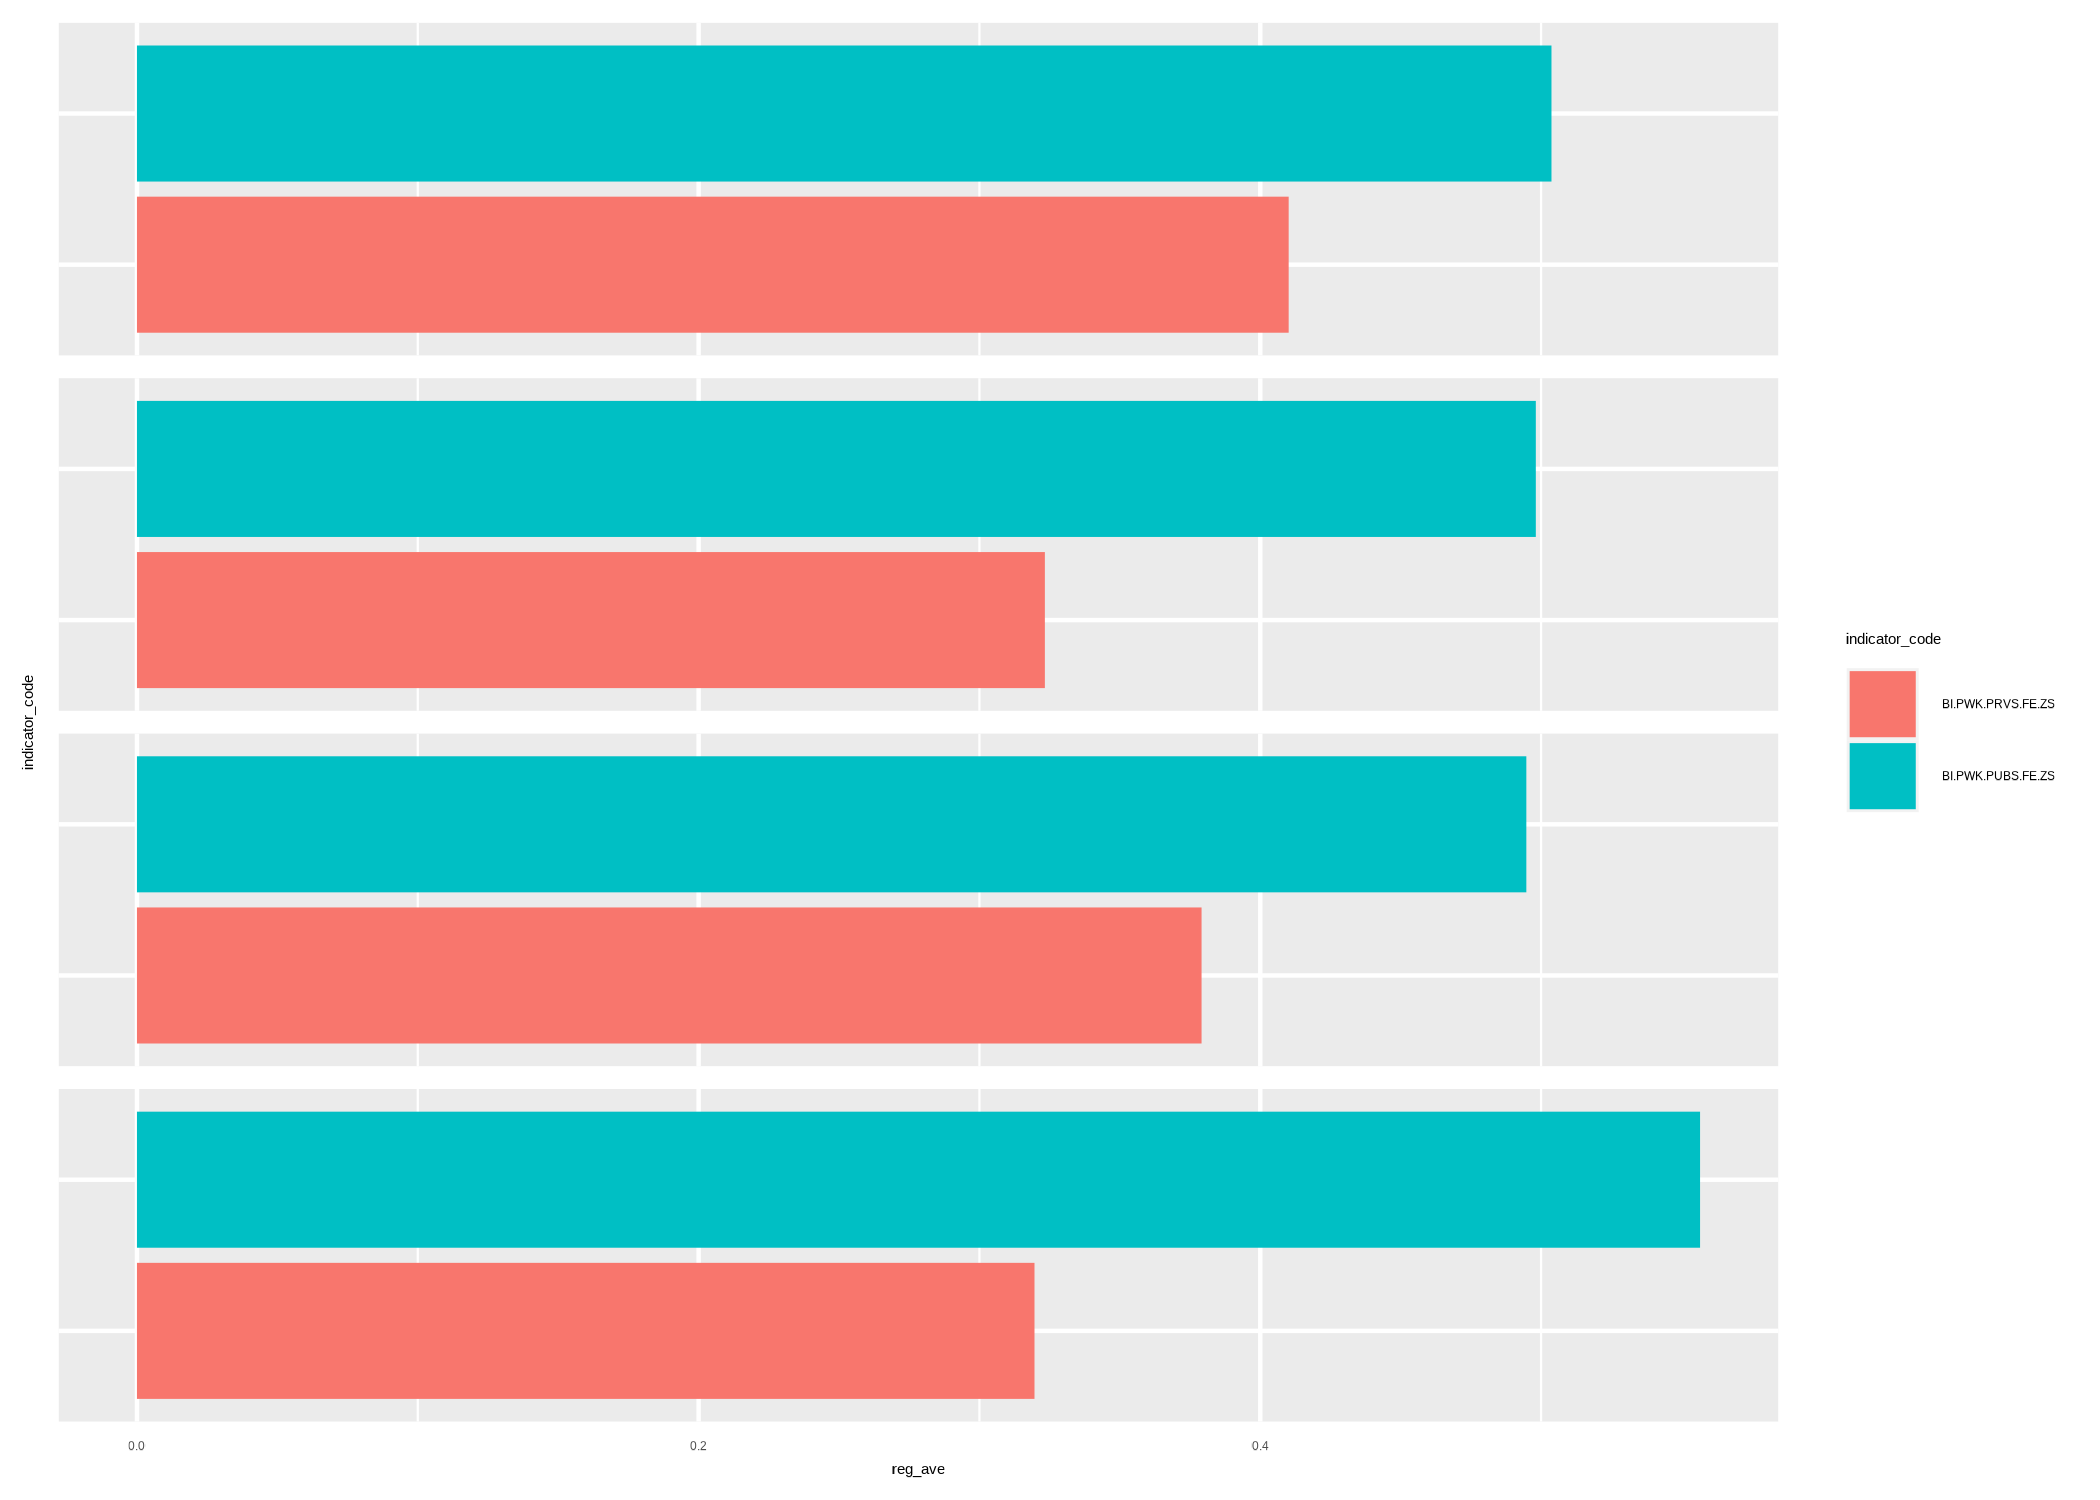 indicator_code
indicator_code
BI.PWK.PRVS.FE.ZS
BI.PWK.PUBS.FE.ZS
0.0
0.2
0.4
reg_ave